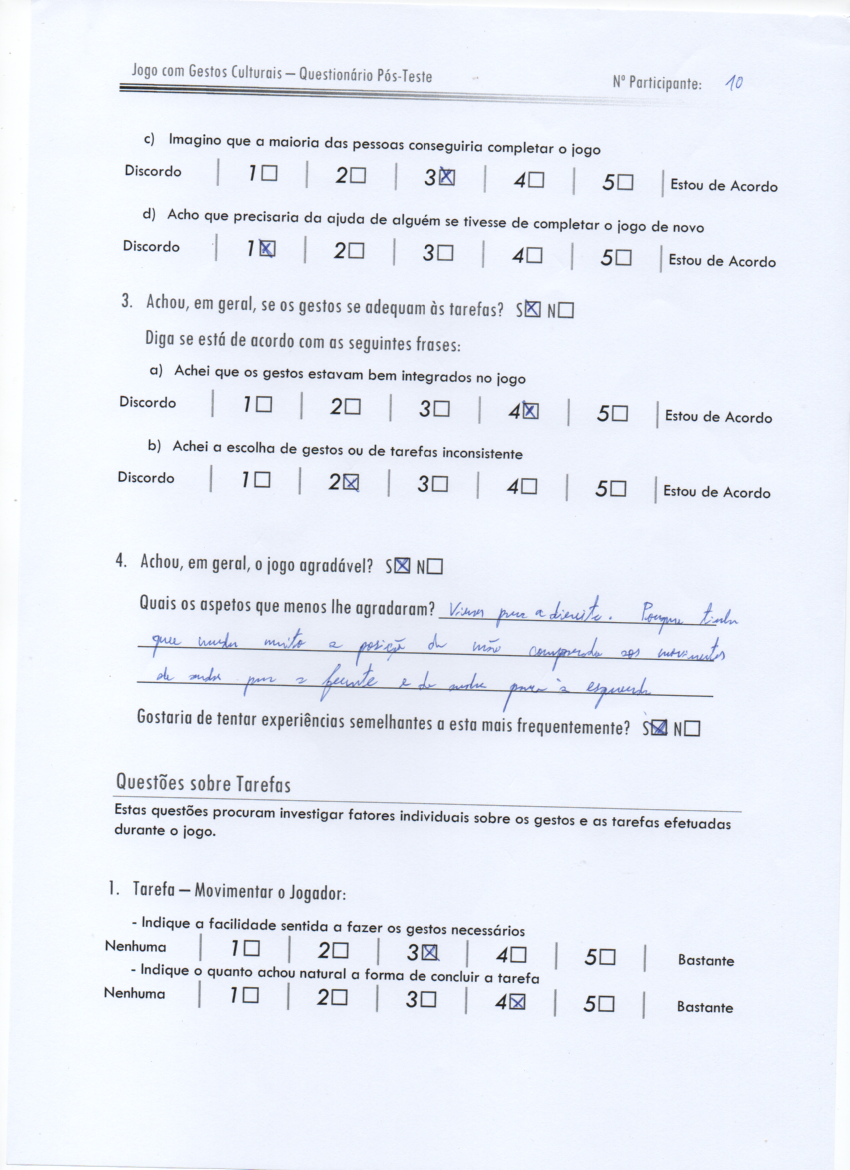 Jogo com Gestos Culturais – Questionário Pós-Teste Nº Participante: 10
c) Imagino que a maioria das pessoas conseguiria completar o jogo
Discordo | 1☐ | 2☐ | 3☒ | 4☐ | 5☐ | Estou de Acordo
d) Acho que precisaria da ajuda de alguém se tivesse de completar o jogo de novo
Discordo | 1☒ | 2☐ | 3☐ | 4☐ | 5☐ | Estou de Acordo
3. Achou, em geral, se os gestos se adequam às tarefas? S☒ N☐
Diga se está de acordo com as seguintes frases:
a) Achei que os gestos estavam bem integrados no jogo
Discordo | 1☐ | 2☐ | 3☐ | 4☒ | 5☐ | Estou de Acordo
b) Achei a escolha de gestos ou de tarefas inconsistente
Discordo | 1☐ | 2☒ | 3☐ | 4☐ | 5☐ | Estou de Acordo
4. Achou, em geral, o jogo agradável? S☒ N☐
Quais os aspetos que menos lhe agradaram? Virar para a direita. Porque tinha
que mudar muito a posição da mão aos movimentos
de andar para a frente e de andar para à esquerda
Gostaria de tentar experiências semelhantes a esta mais frequentemente? S☒ N☐
Questões sobre Tarefas
Estas questões procuram investigar fatores individuais sobre os gestos e as tarefas efetuadas
durante o jogo.
1. Tarefa – Movimentar o Jogador:
- Indique a facilidade sentida a fazer os gestos necessários
Nenhuma | 1☐ | 2☐ | 3☒ | 4☐ | 5☐ | Bastante
- Indique o quanto achou natural a forma de concluir a tarefa
Nenhuma | 1☐ | 2☐ | 3☐ | 4☒ | 5☐ | Bastante